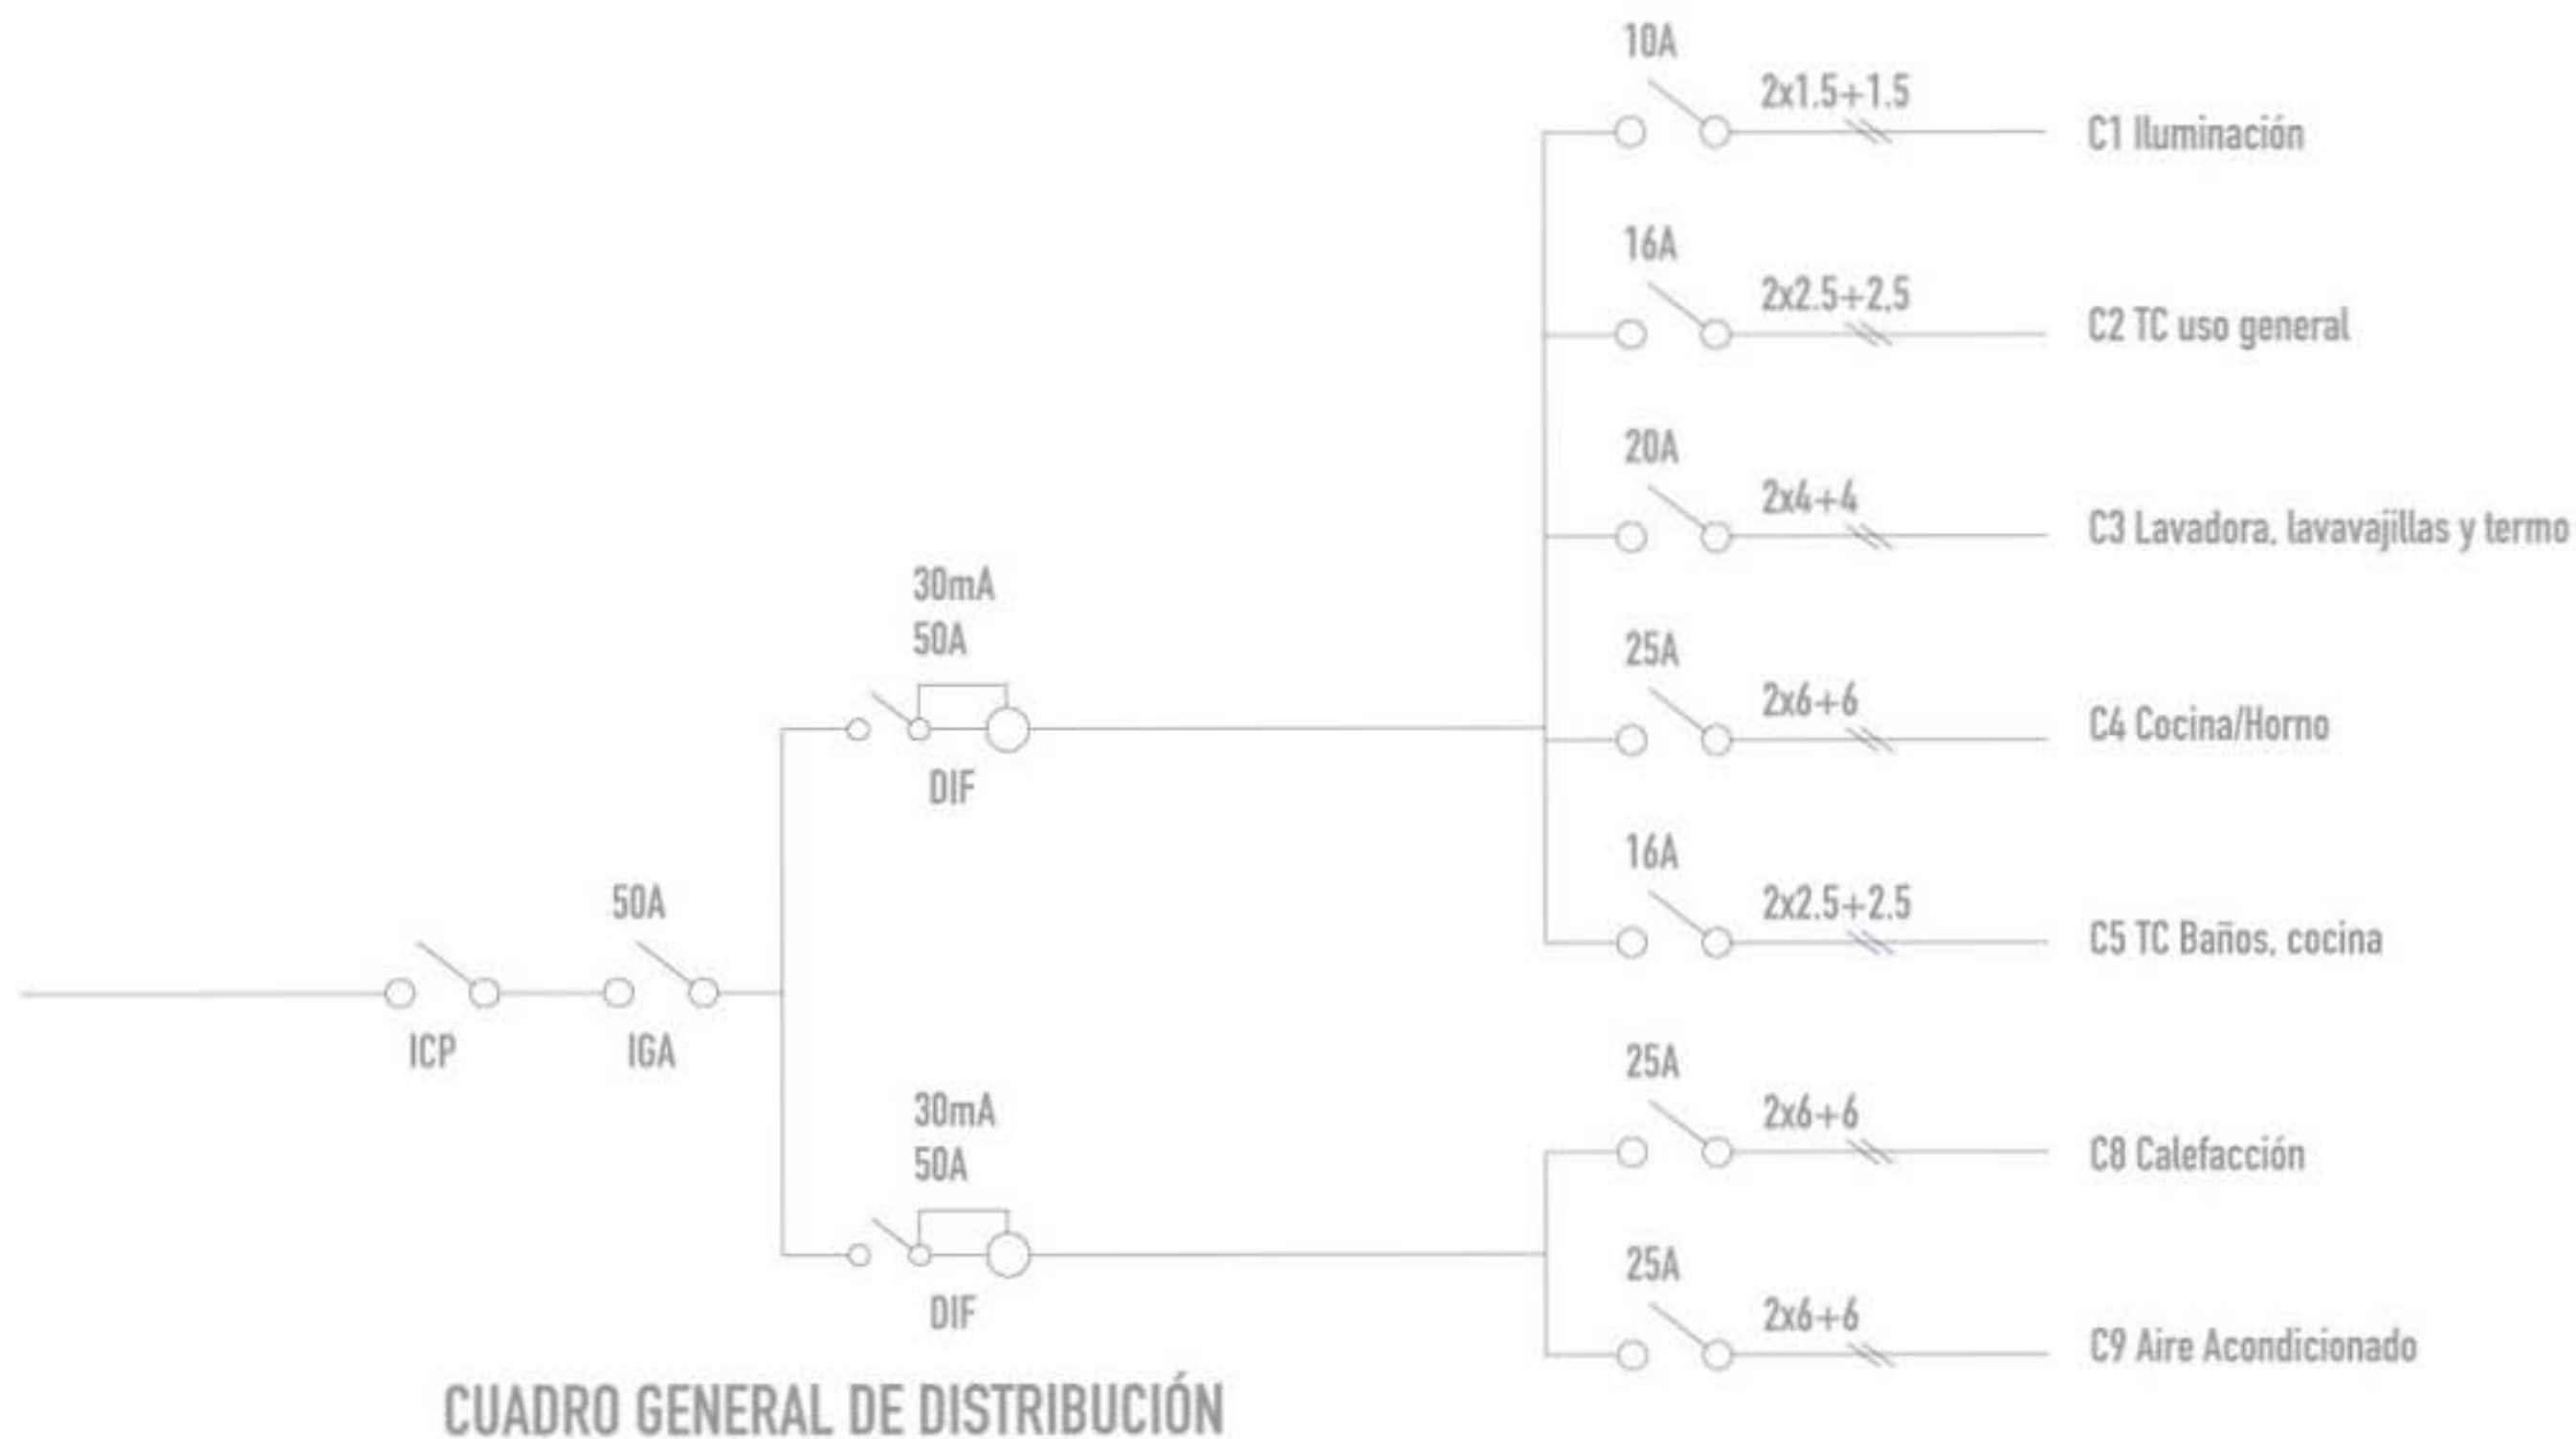 10A
2x1.5+1.5
C1 Iluminación
16A
2x2.5+2,5
C2 TC uso general
20A
2x4+4
C3 Lavadora, lavavajillas y termo
30mA
50A
DIF
25A
2x6+6
C4 Cocina/Horno
16A
2x2.5+2.5
C5 TC Baños, cocina
50A
ICP
IGA
30mA
50A
DIF
25A
2x6+6
C8 Calefacción
25A
2x6+6
C9 Aire Acondicionado
CUADRO GENERAL DE DISTRIBUCIÓN